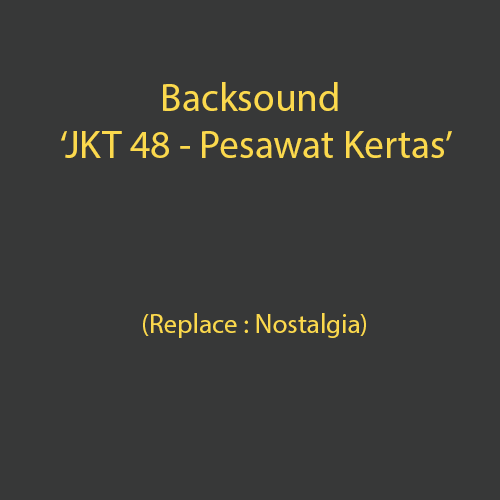 Backsound
‘JKT 48 - Pesawat Kertas’
(Replace : Nostalgia)